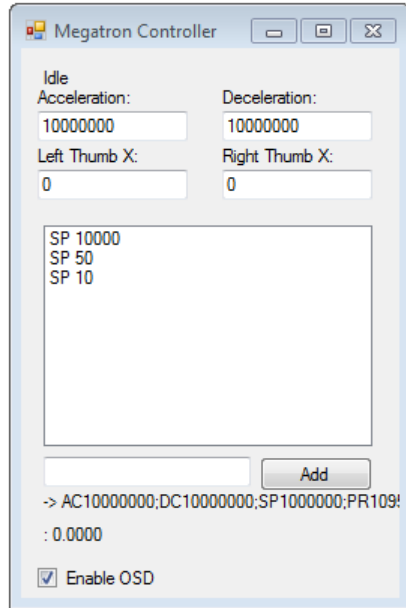 Megatron Controller
Idle
Acceleration: Deceleration:
10000000 10000000
Left Thumb X: Right Thumb X:
0 0
SP 10000
SP 50
SP 10
Add
-> AC10000000;DC10000000;SP1000000;PR1095
: 0.0000
Enable OSD